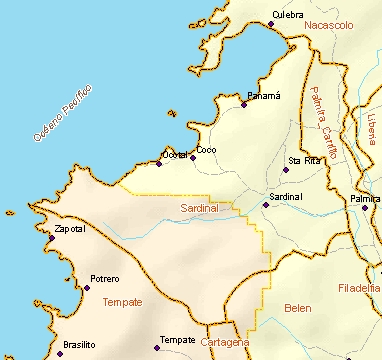 Culebra
Nacascolo
Océano Pacífico
Panamá
Palmira Carrillo
Liberia
Ocotal
Coco
Sta Rita
Sardinal
Sardinal
Palmira
Zapotal
Potrero
Tempate
Filadelfia
Belen
Brasilito
Tempate
Cartagena